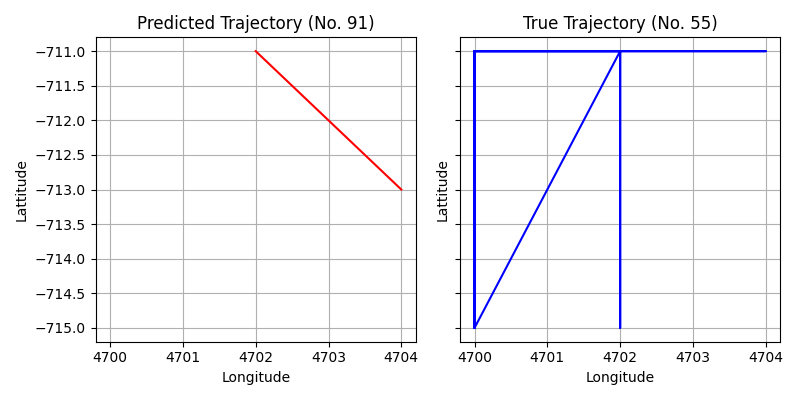 Predicted Trajectory (No. 91)
True Trajectory (No. 55)
−711.0
−711.5
−712.0
−712.5
−713.0
−713.5
−714.0
−714.5
−715.0
Lattitude
Lattitude
4700 4701 4702 4703 4704
4700 4701 4702 4703 4704
Longitude
Longitude